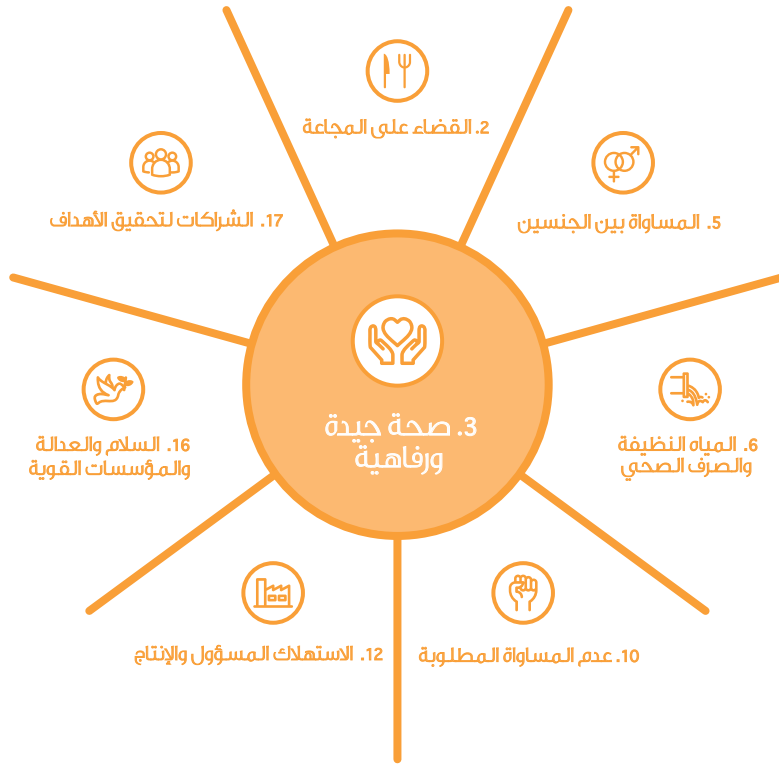 2. القضاء على المجاعة
5. المساواة بين الجنسين
17. الشراكات لتحقيق الأهداف
3. صحة جيدة
ورفاهية
6. المياه النظيفة
والصرف الصحي
16. السلام والعدالة
والمؤسسات القوية
10. عدم المساواة المطلوبة
12. الاستهلاك المسؤول والإنتاج